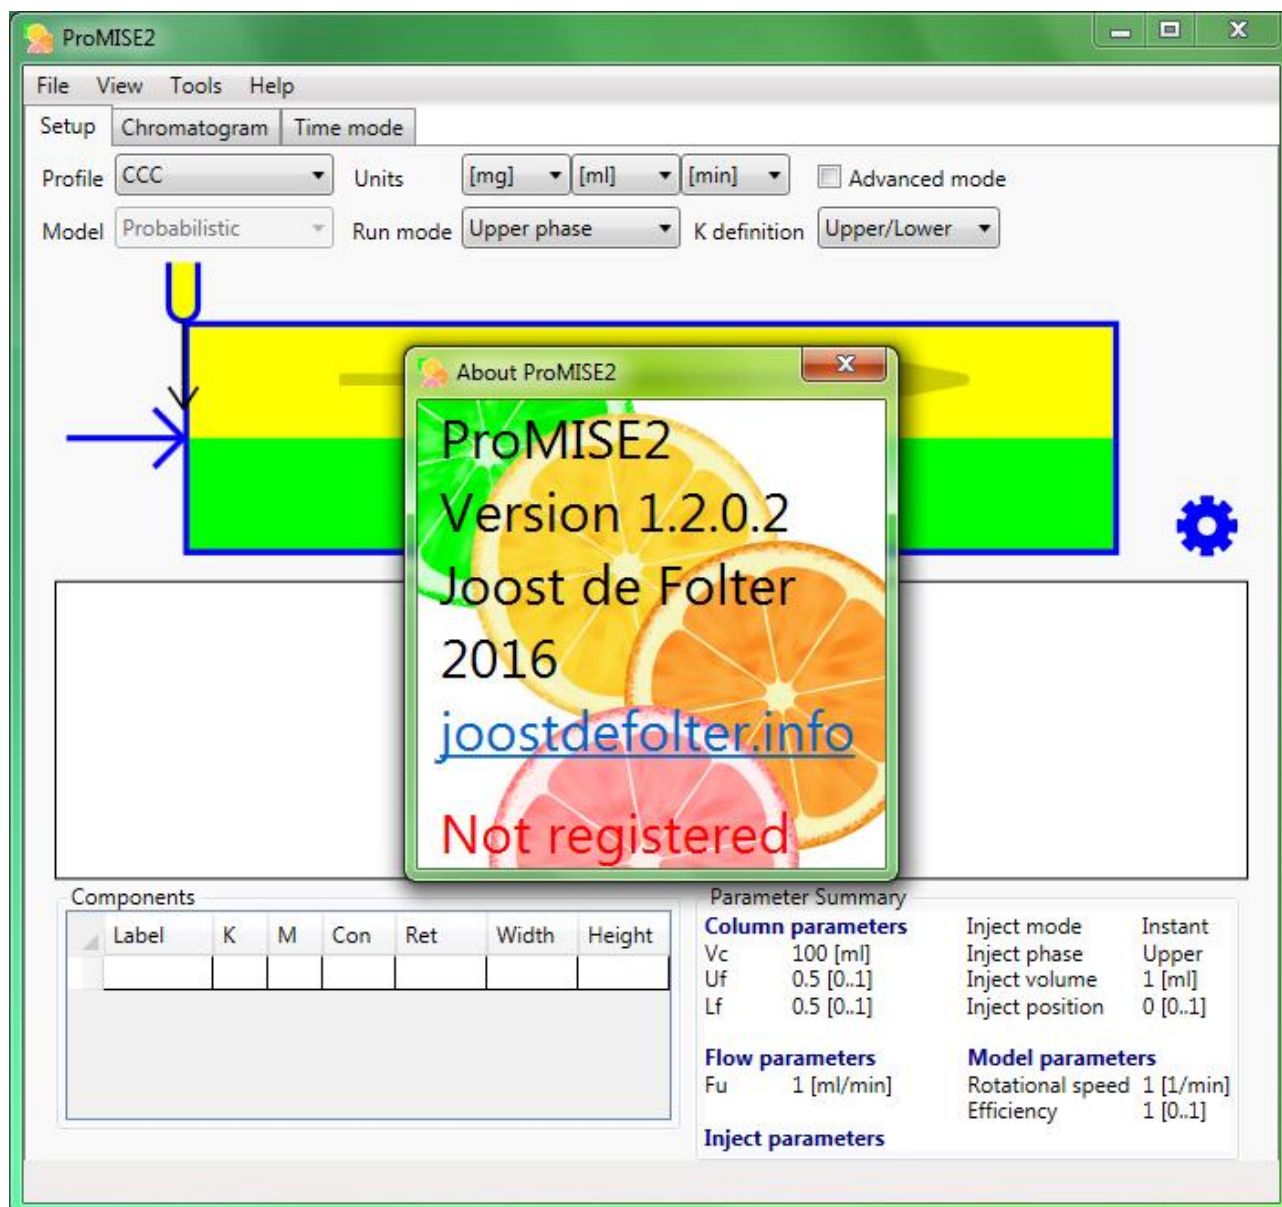 ProMISE2
File View Tools Help
Setup Chromatogram Time mode
Profile CCC Units [mg] [ml] [min] Advanced mode
Model Probabilistic Run mode Upper phase K definition Upper/Lower
About ProMISE2
ProMISE2
Version 1.2.0.2
Joost de Folter
2016
joostdefolter.info
Not registered
Components
Label K M Con Ret Width Height
Parameter Summary
Column parameters
Vc 100 [ml]
Uf 0.5 [0..1]
Lf 0.5 [0..1]
Flow parameters
Fu 1 [ml/min]
Inject parameters
Inject mode Instant
Inject phase Upper
Inject volume 1 [ml]
Inject position 0 [0..1]
Model parameters
Rotational speed 1 [1/min]
Efficiency 1 [0..1]